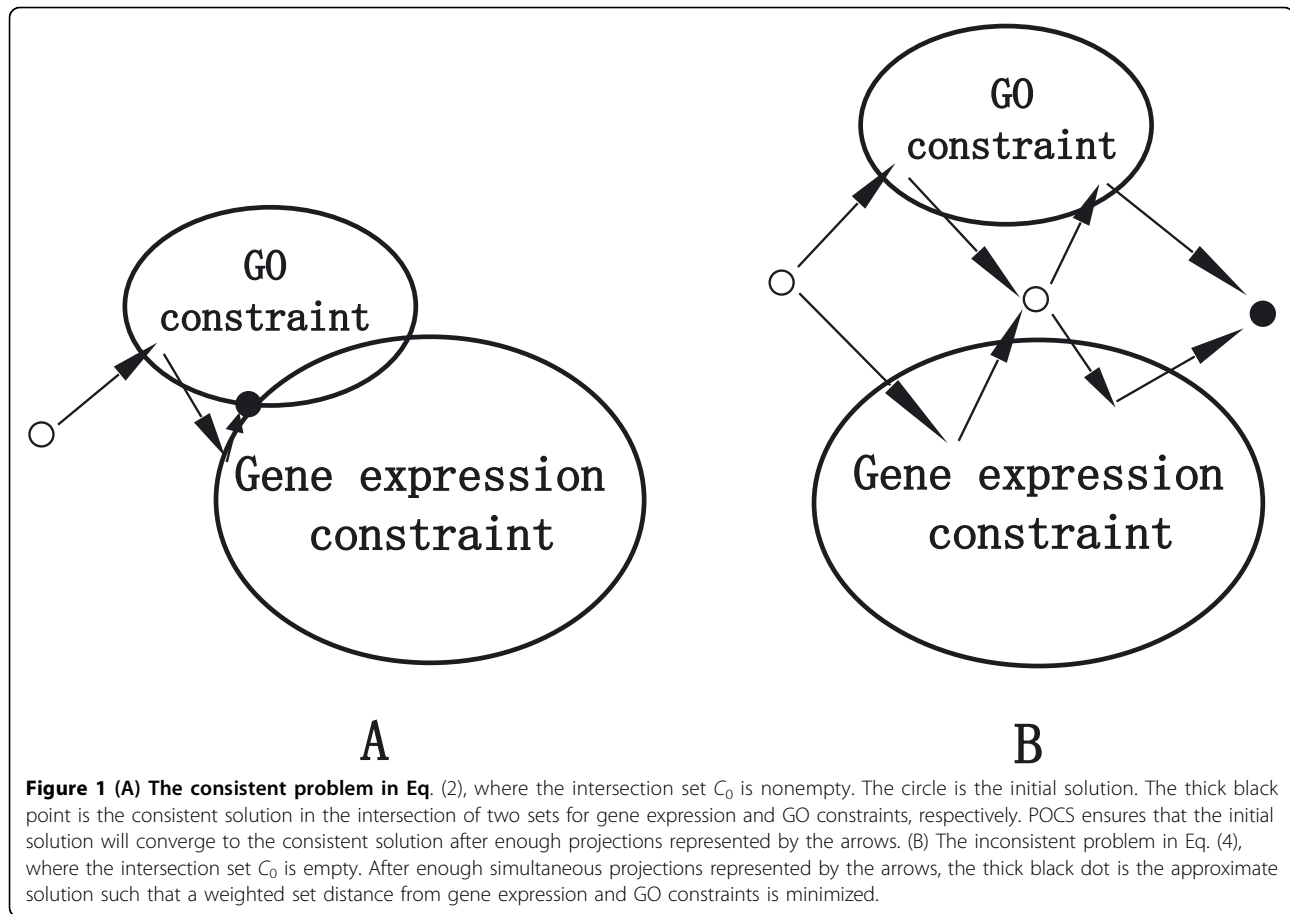 GO
constraint
Gene expression
constraint
A
GO
constraint
Gene expression
constraint
B
Figure 1 (A) The consistent problem in Eq. (2), where the intersection set C0 is nonempty. The circle is the initial solution. The thick black
point is the consistent solution in the intersection of two sets for gene expression and GO constraints, respectively. POCS ensures that the initial
solution will converge to the consistent solution after enough projections represented by the arrows. (B) The inconsistent problem in Eq. (4),
where the intersection set C0 is empty. After enough simultaneous projections represented by the arrows, the thick black dot is the approximate
solution such that a weighted set distance from gene expression and GO constraints is minimized.